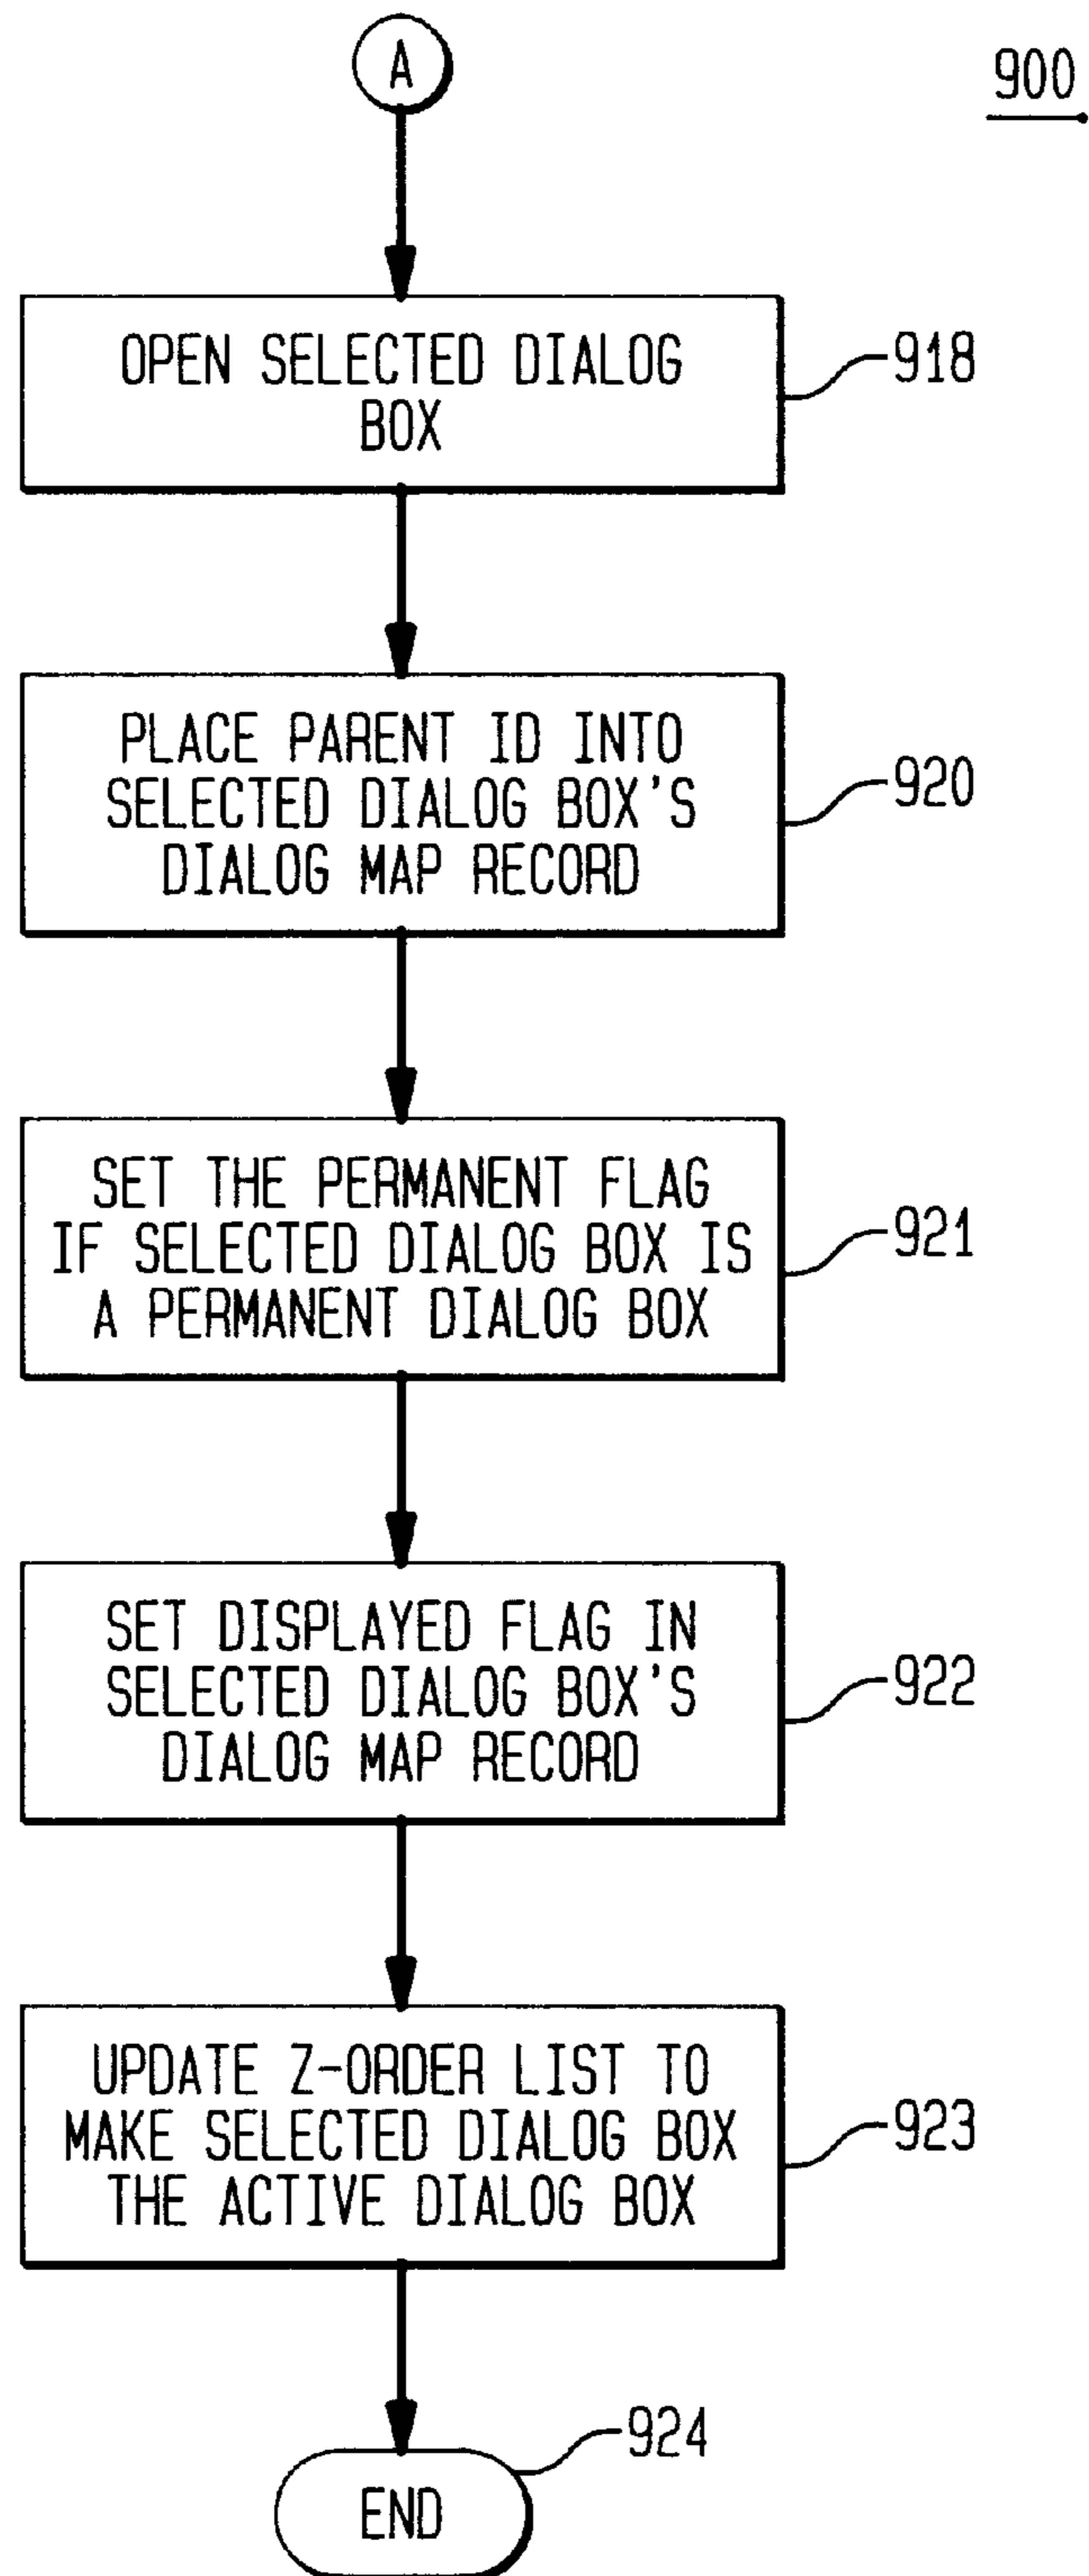 A
900
OPEN SELECTED DIALOG
BOX
918
PLACE PARENT ID INTO
SELECTED DIALOG BOX'S
DIALOG MAP RECORD
920
SET THE PERMANENT FLAG
IF SELECTED DIALOG BOX IS
A PERMANENT DIALOG BOX
921
SET DISPLAYED FLAG IN
SELECTED DIALOG BOX'S
DIALOG MAP RECORD
922
UPDATE Z-ORDER LIST TO
MAKE SELECTED DIALOG BOX
THE ACTIVE DIALOG BOX
923
924
END